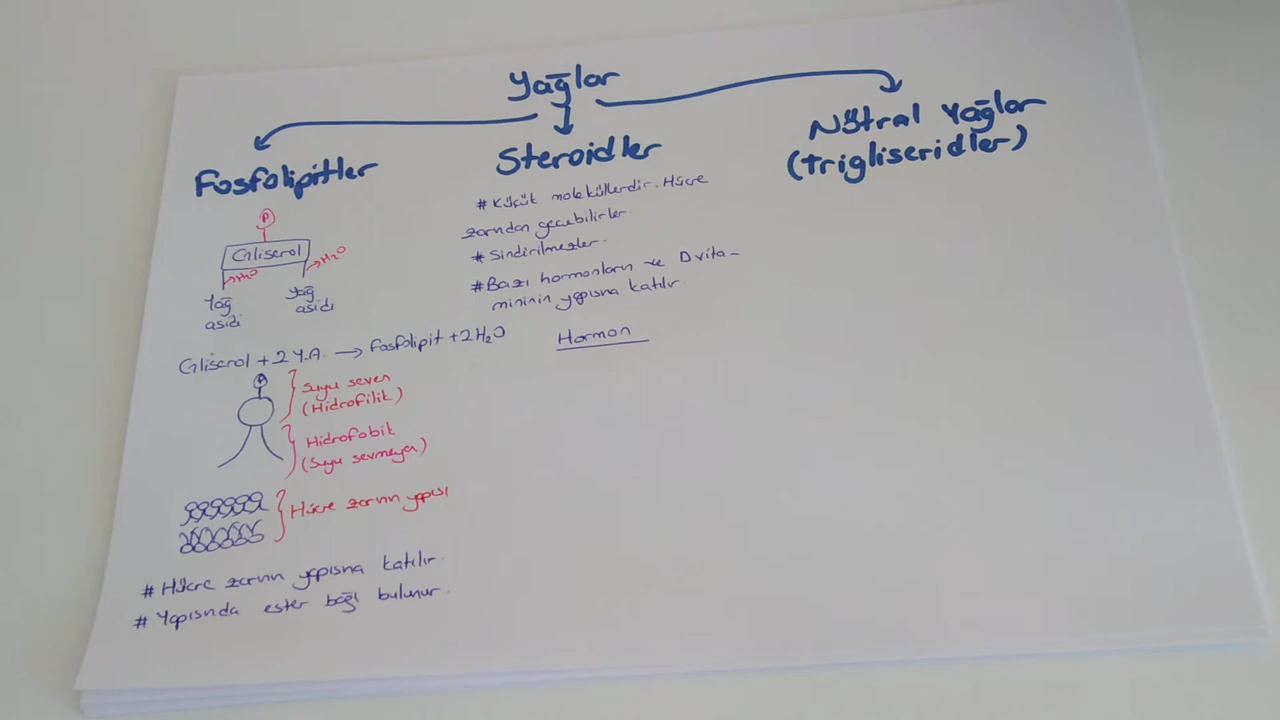 Yağlar
Fosfolipitler
P
Gliserol
H2O
H2O
Yağ
asidi
yağ
asidi
Gliserol + 2 Y.A. → Fosfolipit + 2H₂O
P
Suyu seven
(Hidrofilik)
Hidrofobik
(Suyu sevmeyen)
Hücre zarının yapısı
# Hücre zarının yapısına katılır.
# Yapısında ester bağı bulunur.
Steroidler
# Küçük moleküllerdir. Hücre
zarından geçebilirler.
# Sindirilmezler.
# Bazı hormonların ve D vita-
mininin yapısına katılır
Hormon
Nötral Yağlar
(trigliseridler)